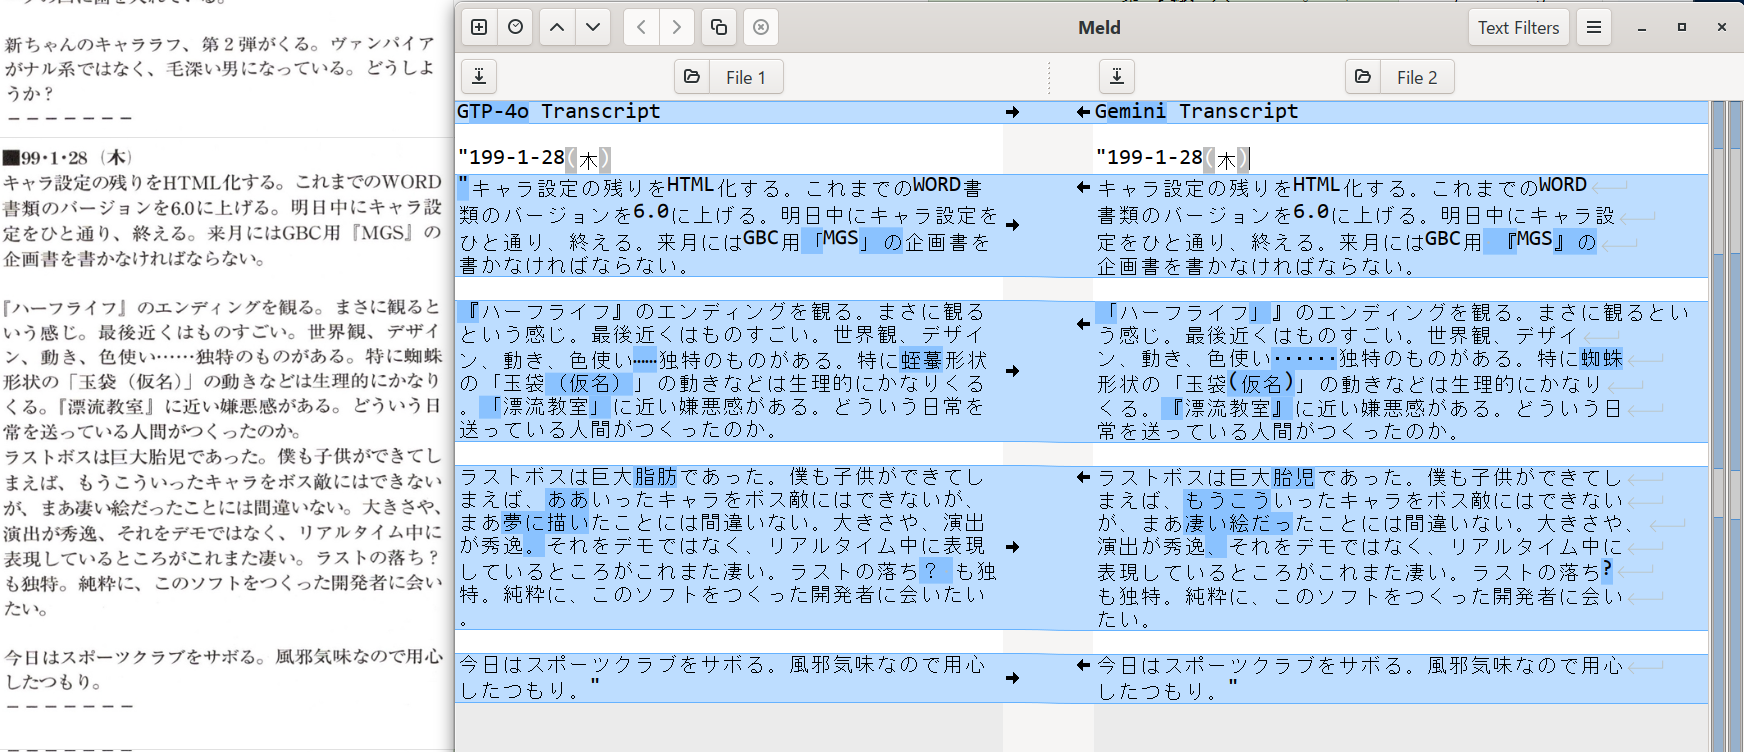 新ちゃんのキャララフ、第２弾がくる。ヴァンパイア
がナル系ではなく、毛深い男になっている。どうしよ
うか？
−−−−−−−
■99・1・28（木）
キャラ設定の残りをHTML化する。これまでのWORD
書類のバージョンを6.0に上げる。明日中にキャラ設
定をひと通り、終える。来月にはGBC用『MGS』の
企画書を書かなければならない。
『ハーフライフ』のエンディングを観る。まさに観ると
いう感じ。最後近くはものすごい。世界観、デザイ
ン、動き、色使い……独特のものがある。特に蜘蛛
形状の「玉袋（仮名）」の動きなどは生理的にかなり
くる。『漂流教室』に近い嫌悪感がある。どういう日
常を送っている人間がつくったのか。
ラストボスは巨大胎児であった。僕も子供ができてし
まえば、もうこういったキャラをボス敵にはできない
が、まあ凄い絵だったことには間違いない。大きさや、
演出が秀逸、それをデモではなく、リアルタイム中に
表現しているところがこれまた凄い。ラストの落ち？
も独特。純粋に、このソフトをつくった開発者に会い
たい。
今日はスポーツクラブをサボる。風邪気味なので用心
したつもり。
−−−−−−−
Meld
Text Filters
File 1
File 2
GTP-4o Transcript
"199-1-28(木)
"キャラ設定の残りをHTML化する。これまでのWORD書
類のバージョンを6.0に上げる。明日中にキャラ設定を
ひと通り、終える。来月にはGBC用「MGS」の企画書を
書かなければならない。
『ハーフライフ』のエンディングを観る。まさに観る
という感じ。最後近くはものすごい。世界観、デザイ
ン、動き、色使い……独特のものがある。特に蛭蟇形状
の「玉袋（仮名）」の動きなどは生理的にかなりくる
。「漂流教室」に近い嫌悪感がある。どういう日常を
送っている人間がつくったのか。
ラストボスは巨大脂肪であった。僕も子供ができてし
まえば、ああいったキャラをボス敵にはできないが、
まあ夢に描いたことには間違いない。大きさや、演出
が秀逸。それをデモではなく、リアルタイム中に表現
しているところがこれまた凄い。ラストの落ち？も独
特。純粋に、このソフトをつくった開発者に会いたい
。
今日はスポーツクラブをサボる。風邪気味なので用心
したつもり。"
Gemini Transcript
"199-1-28(木)
キャラ設定の残りをHTML化する。これまでのWORD
書類のバージョンを6.0に上げる。明日中にキャラ設
定をひと通り、終える。来月にはGBC用 『MGS』の
企画書を書かなければならない。
「ハーフライフ」』のエンディングを観る。まさに観るとい
う感じ。最後近くはものすごい。世界観、デザイ
ン、動き、色使い・・・・・・独特のものがある。特に蜘蛛
形状の「玉袋(仮名)」の動きなどは生理的にかなり
くる。『漂流教室』に近い嫌悪感がある。どういう日
常を送っている人間がつくったのか。
ラストボスは巨大胎児であった。僕も子供ができてし
まえば、もうこういったキャラをボス敵にはできない
が、まあ凄い絵だったことには間違いない。大きさや、
演出が秀逸、それをデモではなく、リアルタイム中に
表現しているところがこれまた凄い。ラストの落ち?
も独特。純粋に、このソフトをつくった開発者に会い
たい。
今日はスポーツクラブをサボる。風邪気味なので用心
したつもり。"